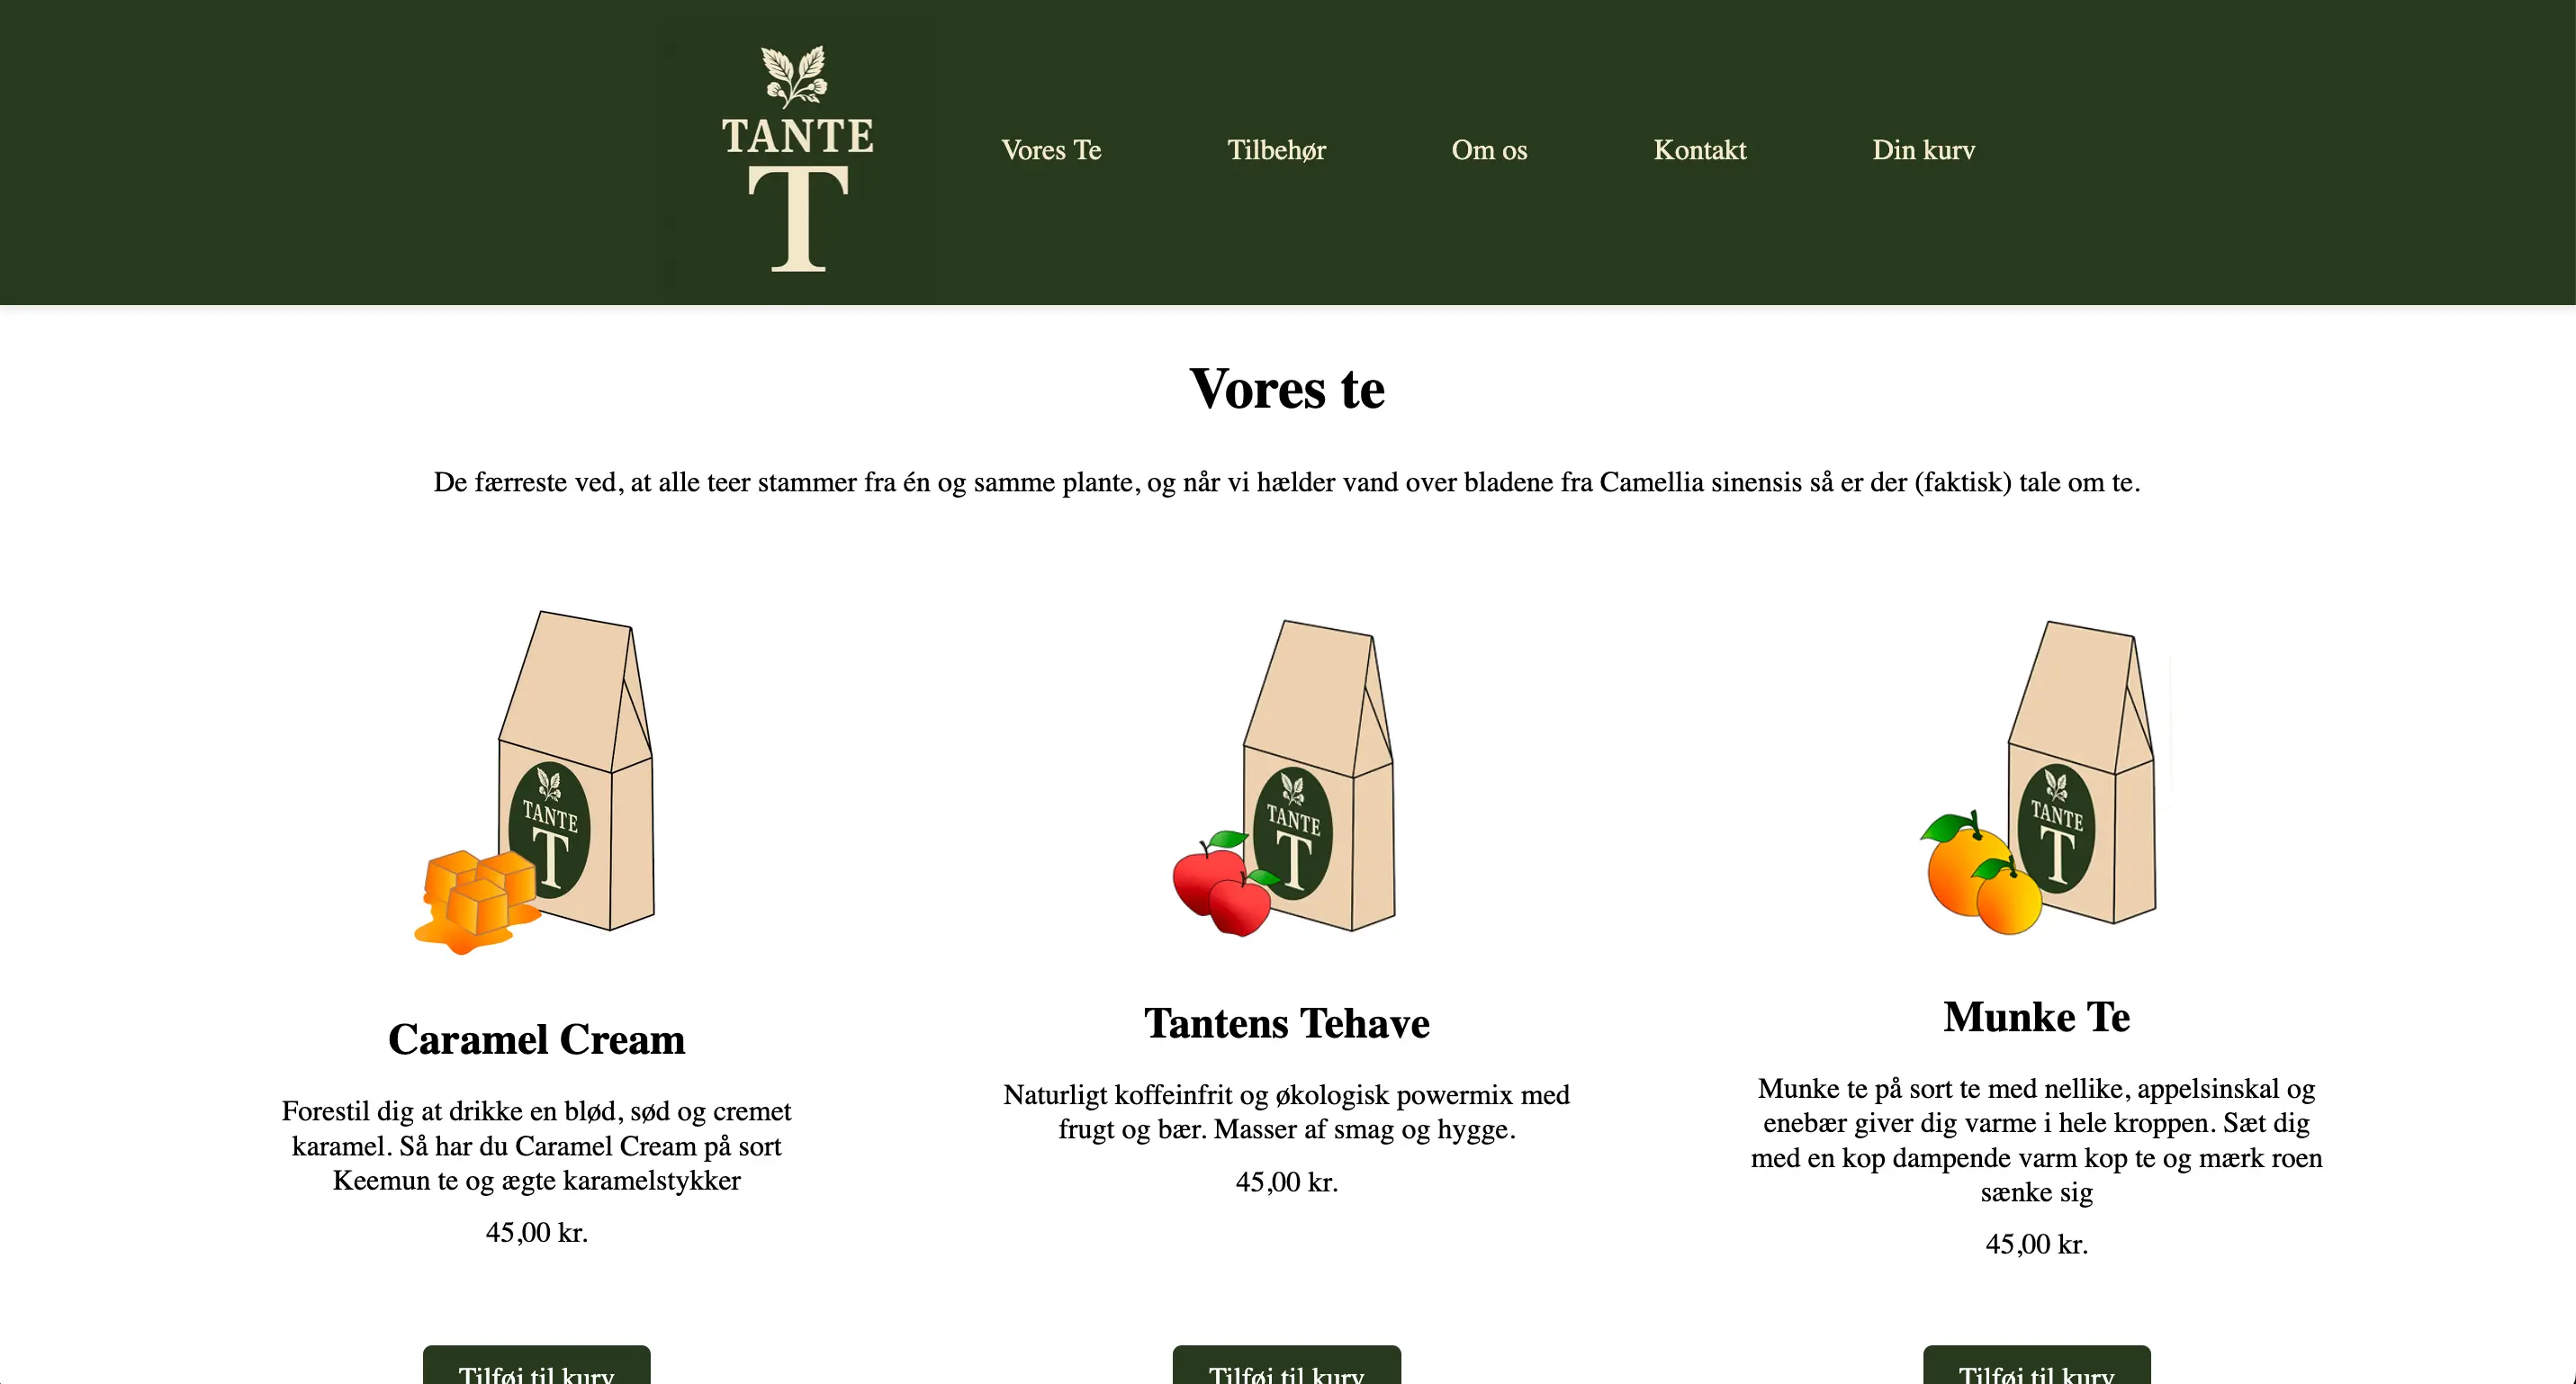 TANTE
T
Vores Te
Tilbehør
Om os
Kontakt
Din kurv
Vores te
De færreste ved, at alle teer stammer fra én og samme plante, og når vi hælder vand over bladene fra Camellia sinensis så er der (faktisk) tale om te.
TANTE
T
TANTE
T
TANTE
T
Caramel Cream
Forestil dig at drikke en blød, sød og cremet
karamel. Så har du Caramel Cream på sort
Keemun te og ægte karamelstykker
45,00 kr.
Tilføj til kurv
Tantens Tehave
Naturligt koffeinfrit og økologisk powermix med
frugt og bær. Masser af smag og hygge.
45,00 kr.
Tilføj til kurv
Munke Te
Munke te på sort te med nellike, appelsinskal og
enebær giver dig varme i hele kroppen. Sæt dig
med en kop dampende varm kop te og mærk roen
sænke sig
45,00 kr.
Tilføj til kurv